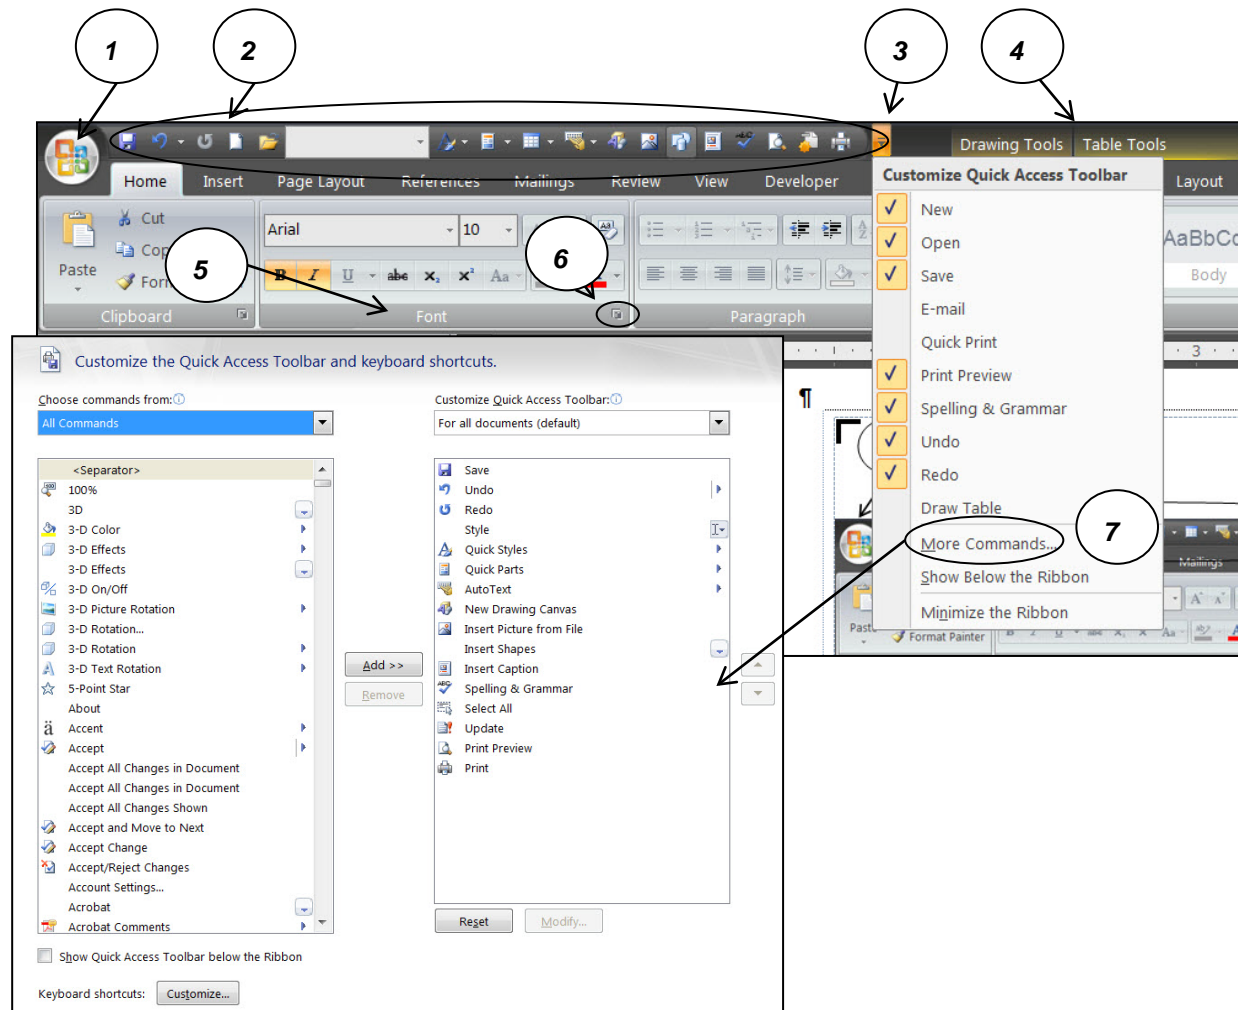 1
2
3
4
Drawing Tools Table Tools
Home Insert Page Layout References Mailings Review View Developer
Customize Quick Access Toolbar
Layout
Cut
Paste
Clipboard
Arial 10
B I U abe x₂ x² Aa
Font
5
6
Paragraph
New
Open
Save
E-mail
Quick Print
Print Preview
Spelling & Grammar
Undo
Redo
Draw Table
More Commands...
Show Below the Ribbon
Minimize the Ribbon
7
AaBbCc
Body
3
¶
Mailings
Format Painter
Customize the Quick Access Toolbar and keyboard shortcuts.
Choose commands from:
All Commands
<Separator>
100%
3D
3-D Color
3-D Effects
3-D Effects
3-D On/Off
3-D Picture Rotation
3-D Rotation...
3-D Rotation
3-D Text Rotation
5-Point Star
About
ä Accent
Accept
Accept All Changes in Document
Accept All Changes in Document
Accept All Changes Shown
Accept and Move to Next
Accept Change
Accept/Reject Changes
Account Settings...
Acrobat
Acrobat Comments
Add >>
Remove
Customize Quick Access Toolbar:
For all documents (default)
Save
Undo
Redo
Style
Quick Styles
Quick Parts
AutoText
New Drawing Canvas
Insert Picture from File
Insert Shapes
Insert Caption
Spelling & Grammar
Select All
Update
Print Preview
Print
Reset Modify...
Show Quick Access Toolbar below the Ribbon
Keyboard shortcuts: Customize...